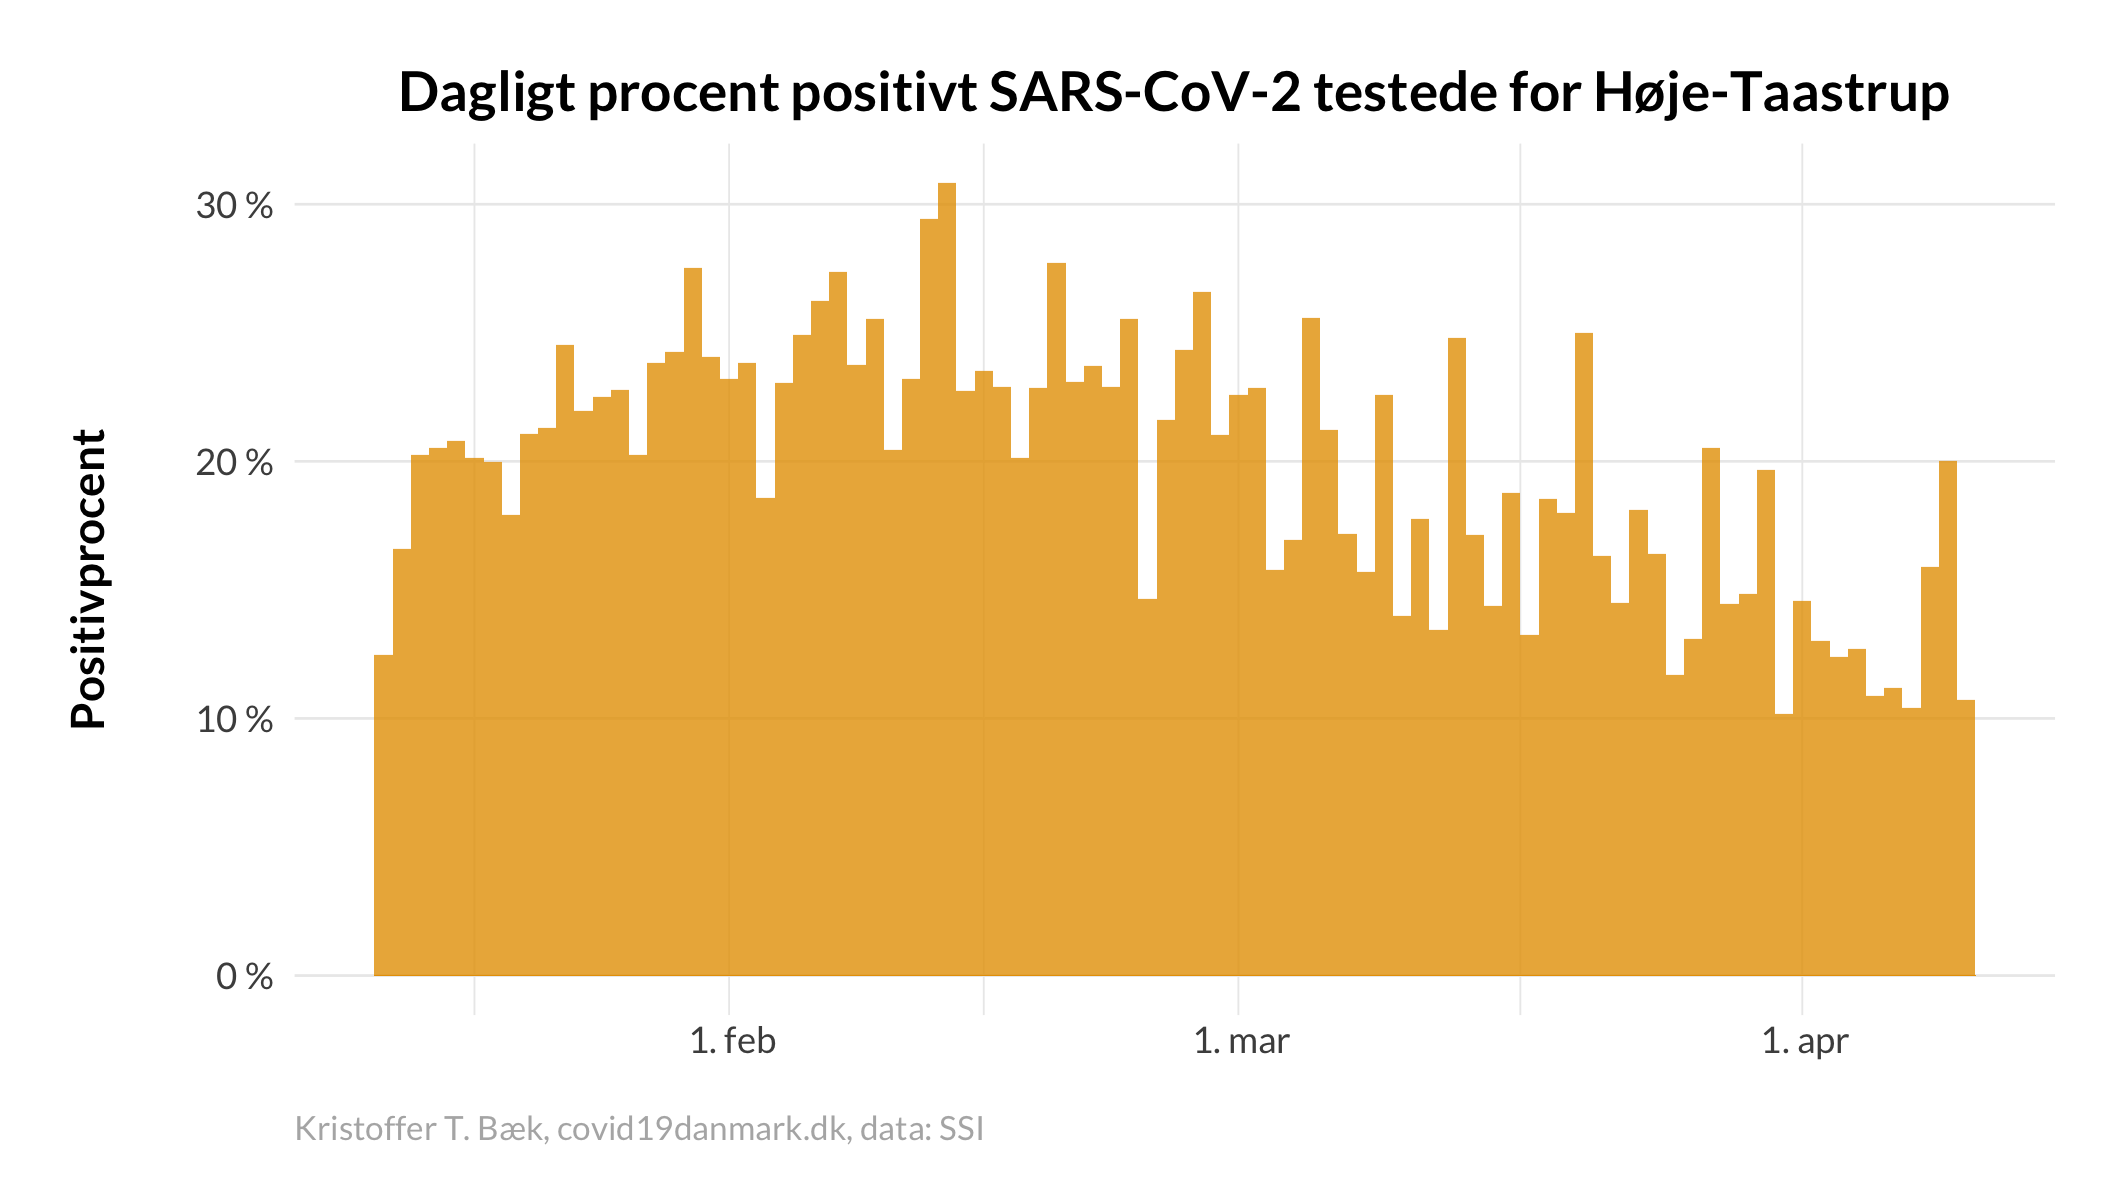 Dagligt procent positivt SARS-CoV-2 testede for Høje-Taastrup
Positivprocent
30 %
20 %
10 %
0 %
1. feb
1. mar
1. apr
Kristoffer T. Bæk, covid19danmark.dk, data: SSI